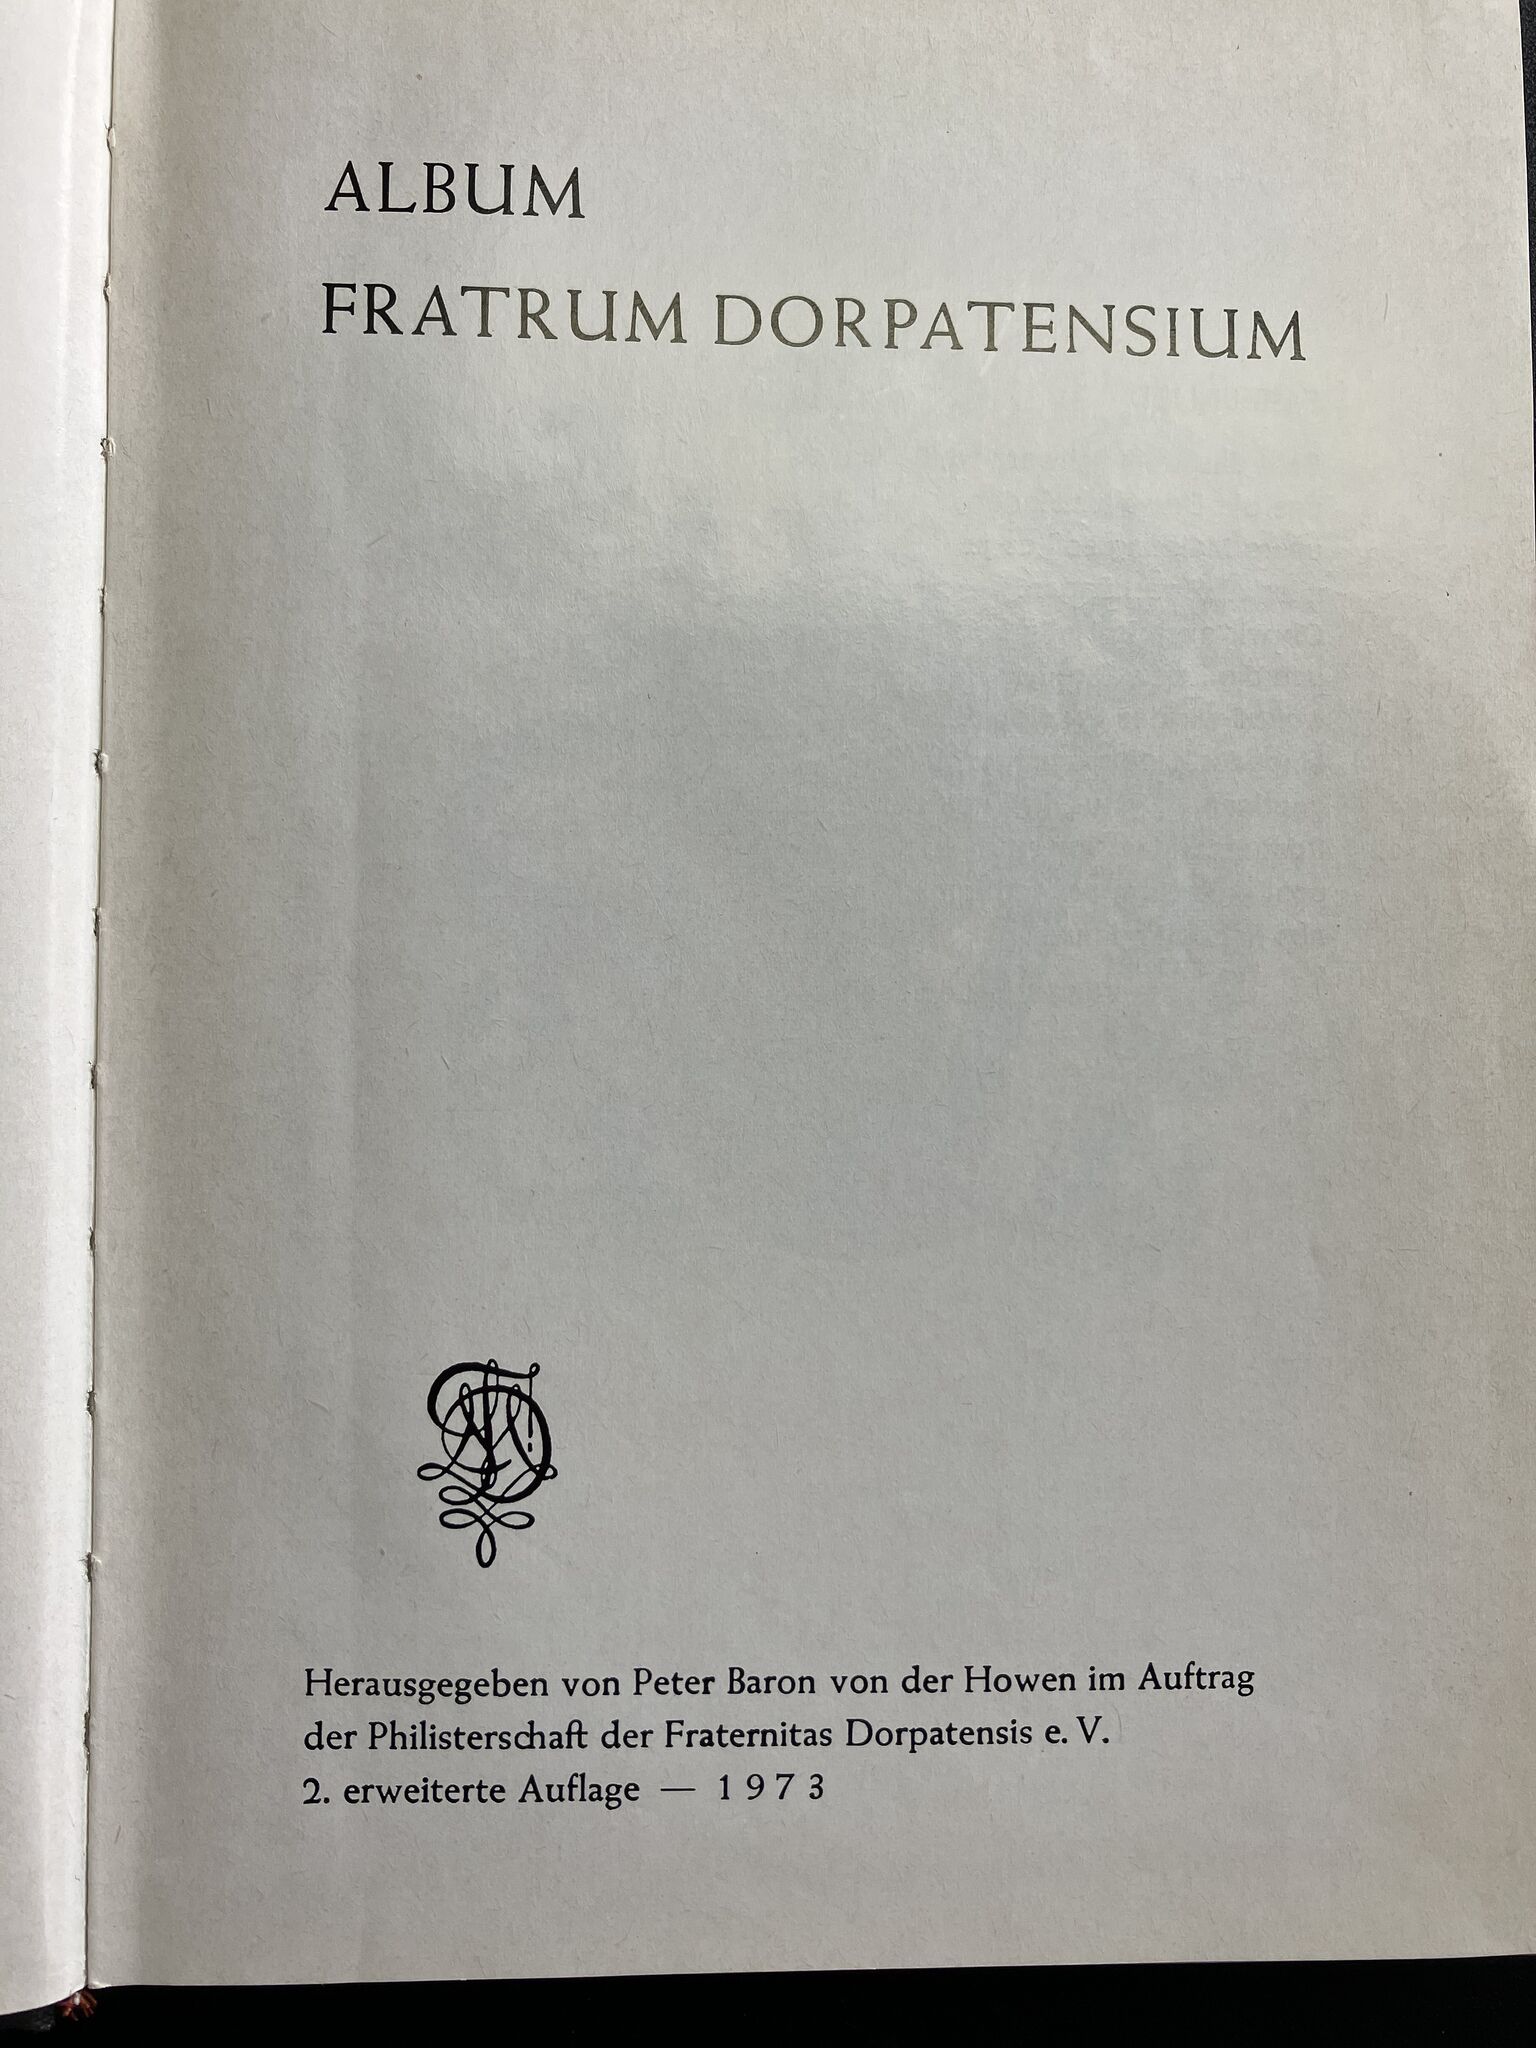 ALBUM
FRATRUM DORPATENSIUM
Herausgegeben von Peter Baron von der Howen im Auftrag
der Philisterschaft der Fraternitas Dorpatensis e. V.
2. erweiterte Auflage — 1973